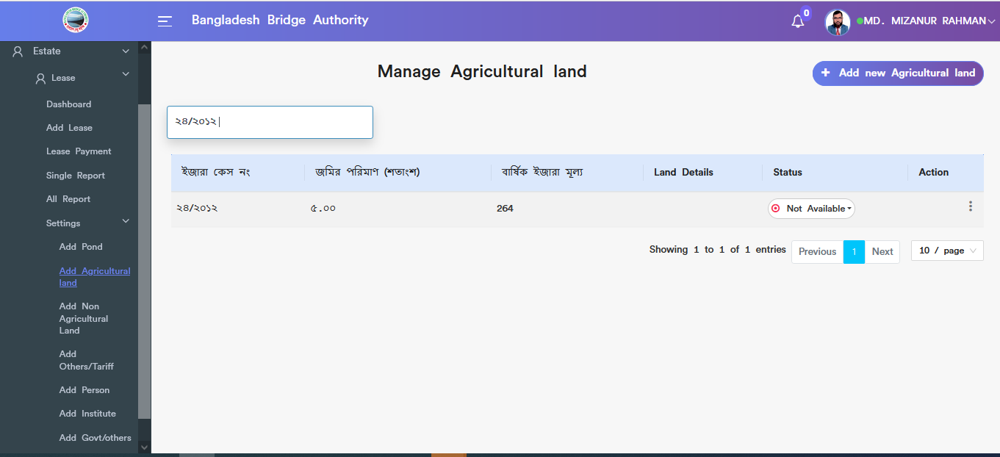 Bangladesh Bridge Authority
0
MD. MIZANUR RAHMAN
Estate
Lease
Dashboard
Add Lease
Lease Payment
Single Report
All Report
Settings
Add Pond
Add Agricultural
land
Add Non
Agricultural
Land
Add
Others/Tariff
Add Person
Add Institute
Add Govt/others
Manage Agricultural land
+ Add new Agricultural land
২৪/২০১২
ইজারা কেস নং জমির পরিমাণ (শতাংশ) বার্ষিক ইজারা মূল্য Land Details Status Action
২৪/২০১২ ৫.০০ 264 Not Available
Showing 1 to 1 of 1 entries Previous 1 Next 10 / page